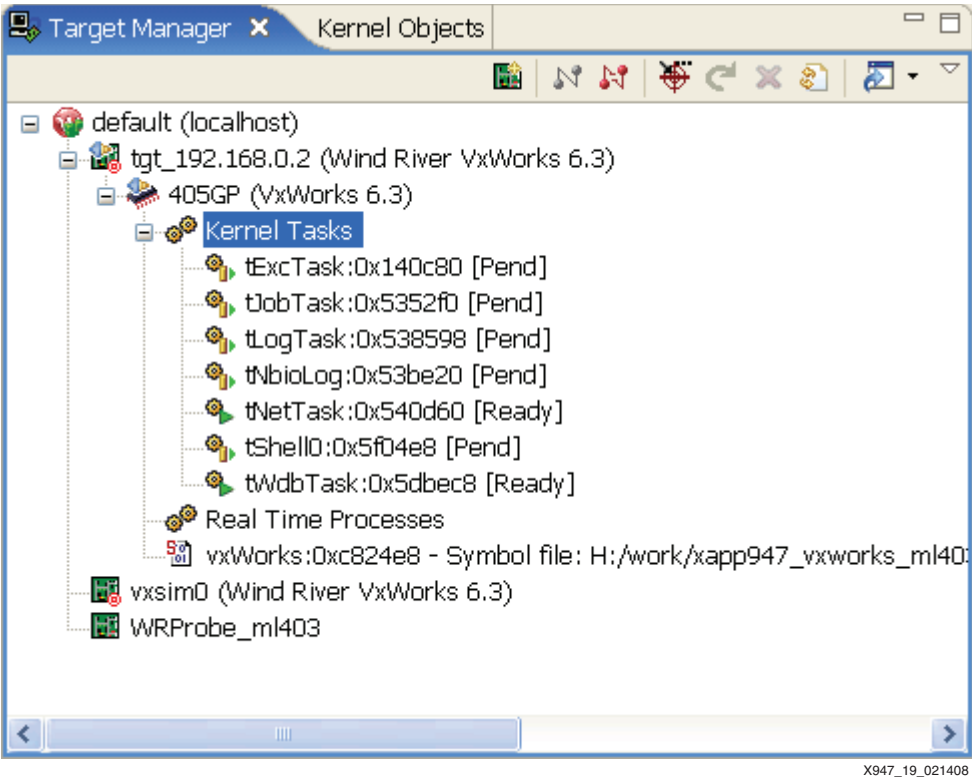 Target Manager
Kernel Objects
default (localhost)
tgt_192.168.0.2 (Wind River VxWorks 6.3)
405GP (VxWorks 6.3)
Kernel Tasks
tExcTask:0x140c80 [Pend]
tJobTask:0x5352f0 [Pend]
tLogTask:0x538598 [Pend]
tNbioLog:0x53be20 [Pend]
tNetTask:0x540d60 [Ready]
tShell0:0x5f04e8 [Pend]
tWdbTask:0x5dbec8 [Ready]
Real Time Processes
vxWorks:0xc824e8 - Symbol file: H:/work/xapp947_vxworks_ml40
vxsim0 (Wind River VxWorks 6.3)
WRProbe_ml403
X947_19_021408